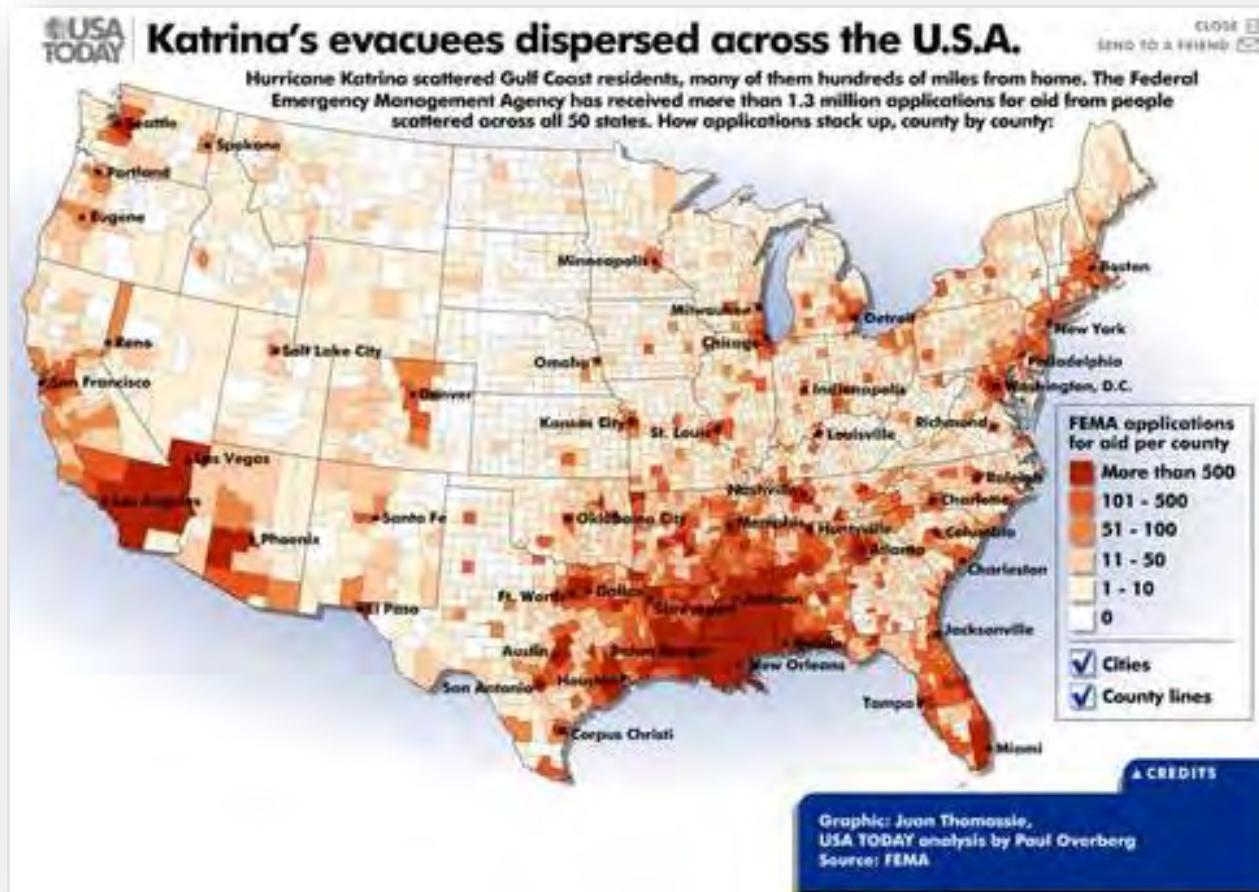 USA
TODAY
Katrina's evacuees dispersed across the U.S.A.
CLOSE
SEND TO A FRIEND
Hurricane Katrina scattered Gulf Coast residents, many of them hundreds of miles from home. The Federal
Emergency Management Agency has received more than 1.3 million applications for aid from people
scattered across all 50 states. How applications stack up, county by county:
Seattle
Spokane
Portland
Eugene
Minneapolis
Boston
Milwaukee
Detroit
New York
Reno
Salt Lake City
Chicago
Omaha
Philadelphia
San Francisco
Denver
Indianapolis
Washington, D.C.
Kansas City
St. Louis
Louisville
Richmond
Las Vegas
Nashville
Raleigh
Los Angeles
Santa Fe
Oklahoma City
Memphis
Huntsville
Charlotte
Phoenix
Atlanta
Columbia
Charleston
El Paso
Ft. Worth
Dallas
Shreveport
Jackson
Jacksonville
Austin
Baton Rouge
New Orleans
San Antonio
Houston
Tampa
Corpus Christi
Miami
FEMA applications
for aid per county
More than 500
101 - 500
51 - 100
11 - 50
1 - 10
0
Cities
County lines
CREDITS
Graphic: Juan Thomassie,
USA TODAY analysis by Paul Overberg
Source: FEMA